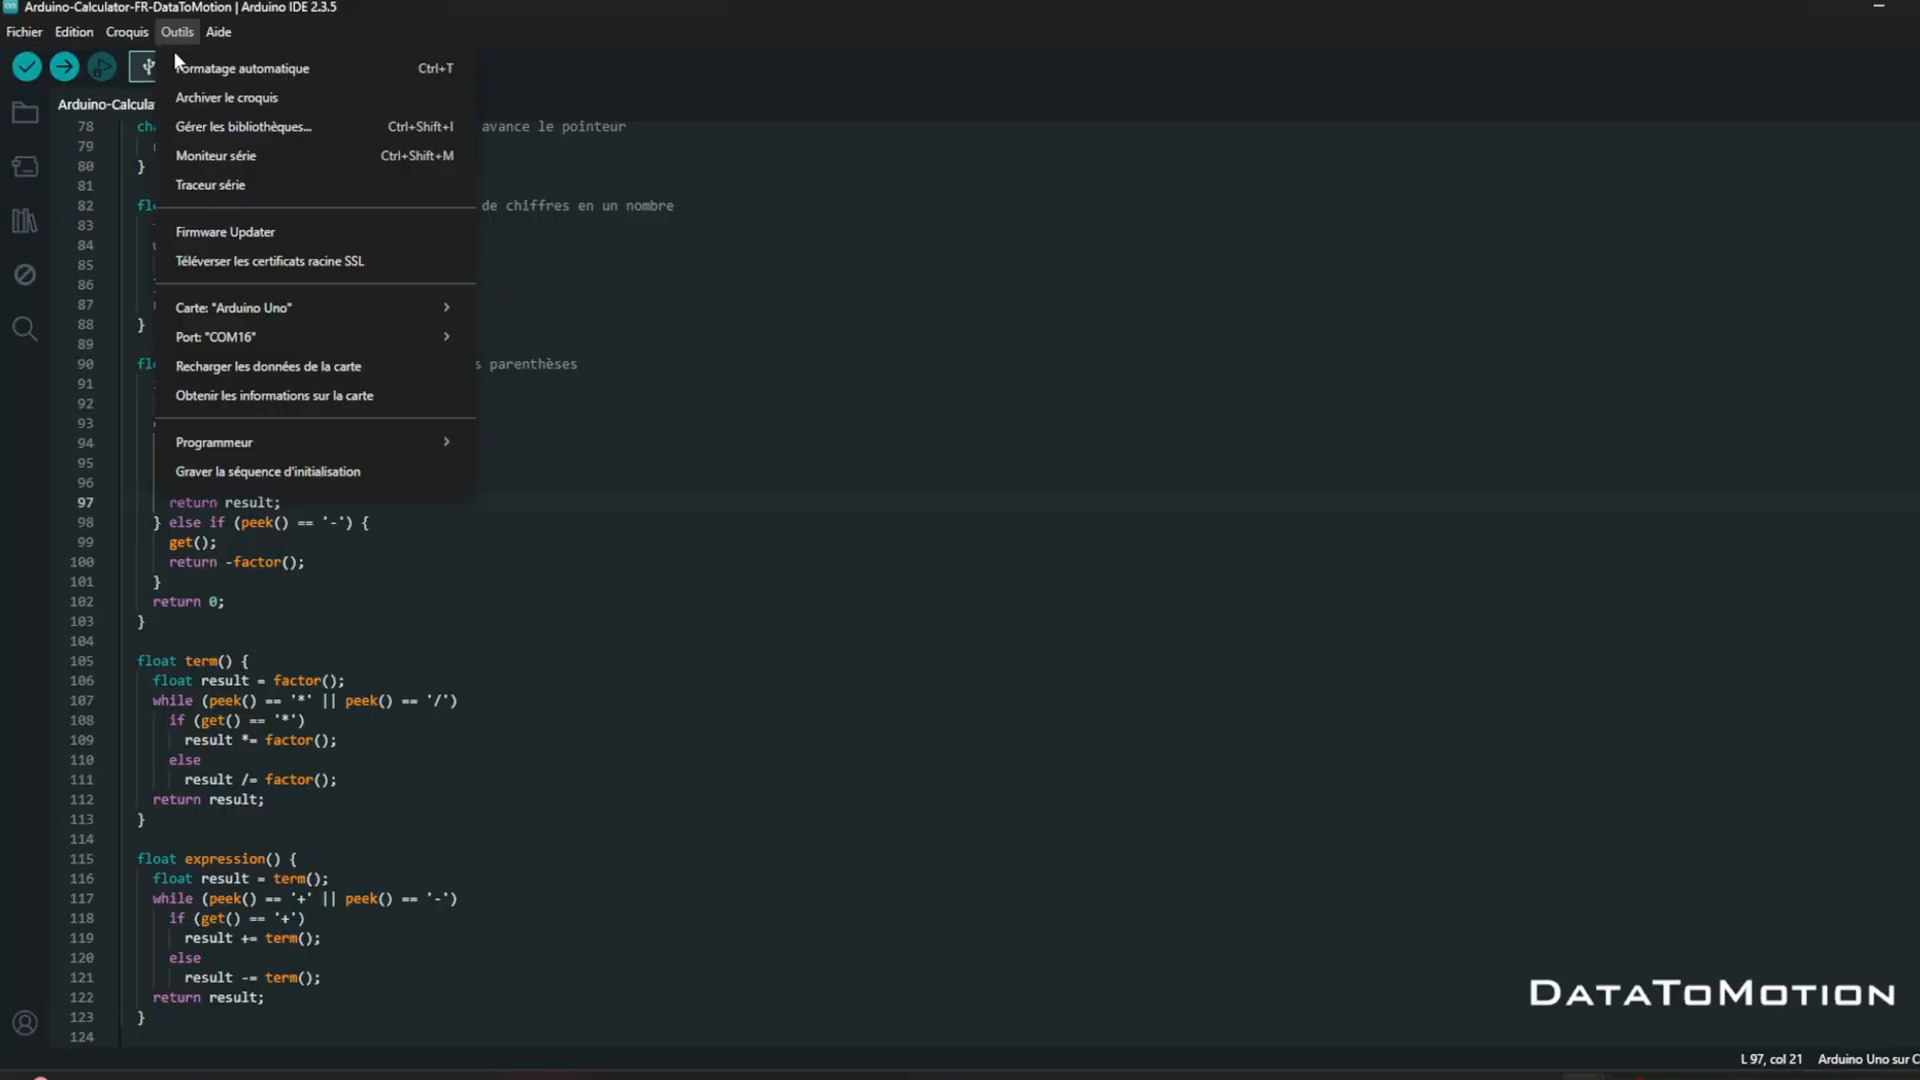 Arduino-Calculator-FR-DataToMotion | Arduino IDE 2.3.5
Fichier Edition Croquis Outils Aide
Formatage automatique Ctrl+T
Archiver le croquis
Gérer les bibliothèques... Ctrl+Shift+I
Moniteur série Ctrl+Shift+M
Traceur série
Firmware Updater
Téléverser les certificats racine SSL
Carte: "Arduino Uno"
Port: "COM16"
Recharger les données de la carte
Obtenir les informations sur la carte
Programmeur
Graver la séquence d'initialisation
Arduino-Calcula
78 avance le pointeur
79
80 }
81
82 de chiffres en un nombre
83
84
85
86
87
88 }
89
90 parenthèses
91
92
93
94
95
96
97 return result;
98 } else if (peek() == '-') {
99 get();
100 return -factor();
101 }
102 return 0;
103 }
104
105 float term() {
106 float result = factor();
107 while (peek() == '*' || peek() == '/')
108 if (get() == '*')
109 result *= factor();
110 else
111 result /= factor();
112 return result;
113 }
114
115 float expression() {
116 float result = term();
117 while (peek() == '+' || peek() == '-')
118 if (get() == '+')
119 result += term();
120 else
121 result -= term();
122 return result;
123 }
124
DATATOMOTION
L 97, col 21 Arduino Uno sur C